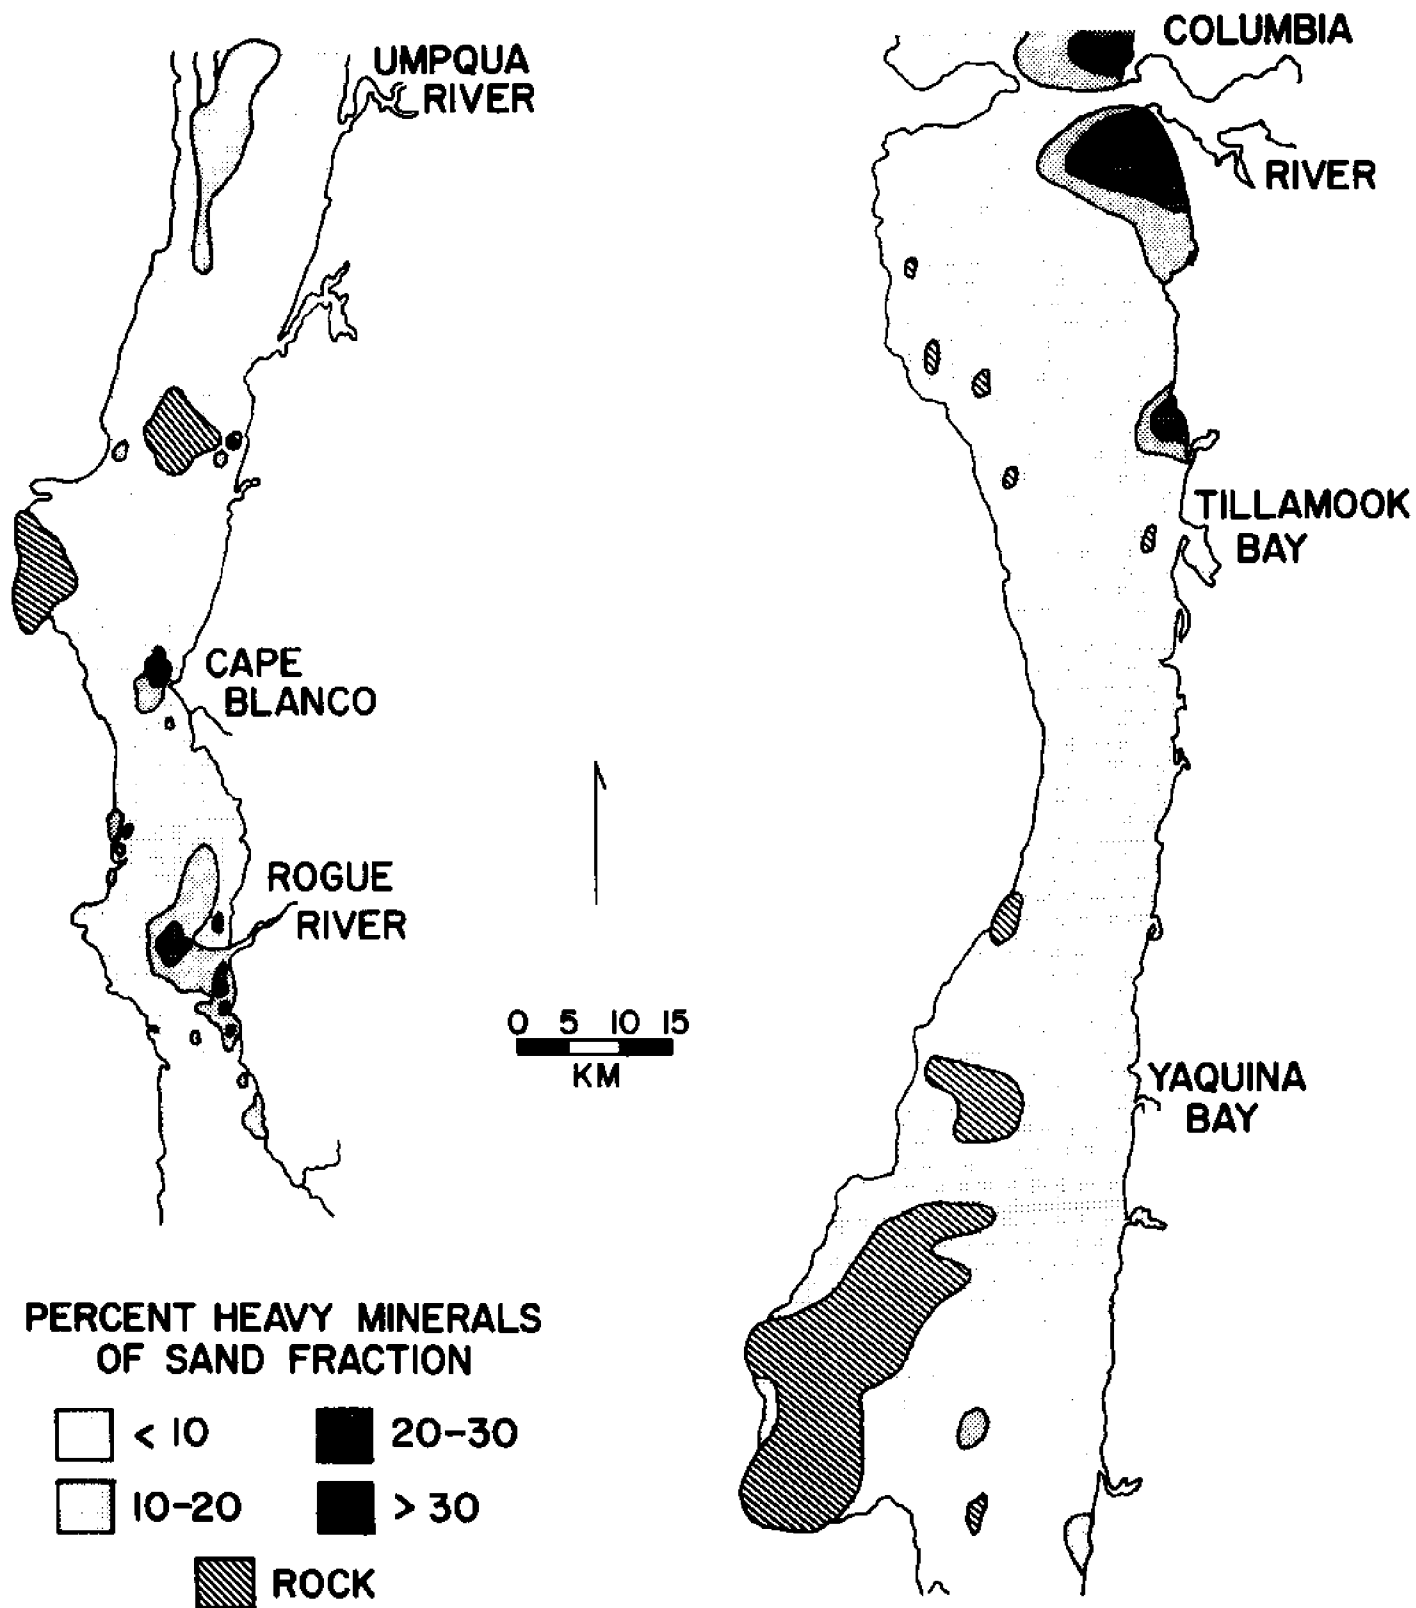 UMPQUA
RIVER
COLUMBIA
RIVER
TILLAMOOK
BAY
CAPE
BLANCO
ROGUE
RIVER
0 5 10 15
KM
YAQUINA
BAY
PERCENT HEAVY MINERALS
OF SAND FRACTION
< 10
20-30
10-20
> 30
ROCK